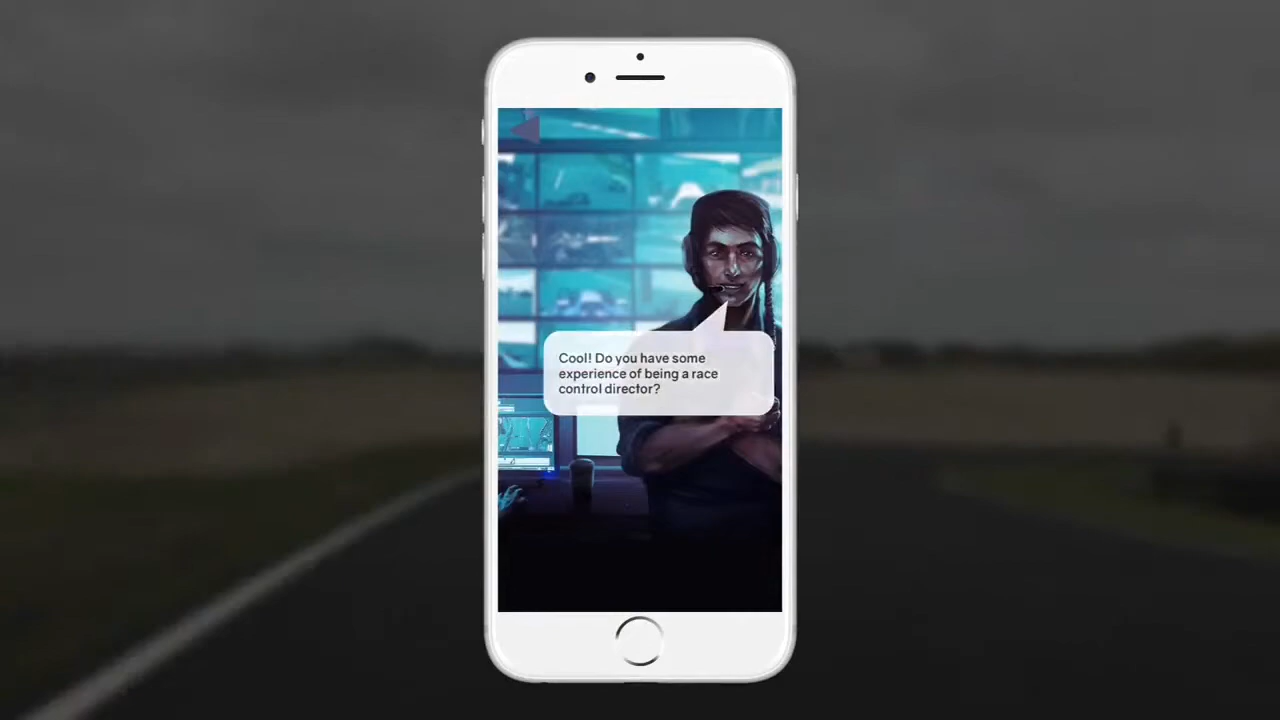 Cool! Do you have some
experience of being a race
control director?